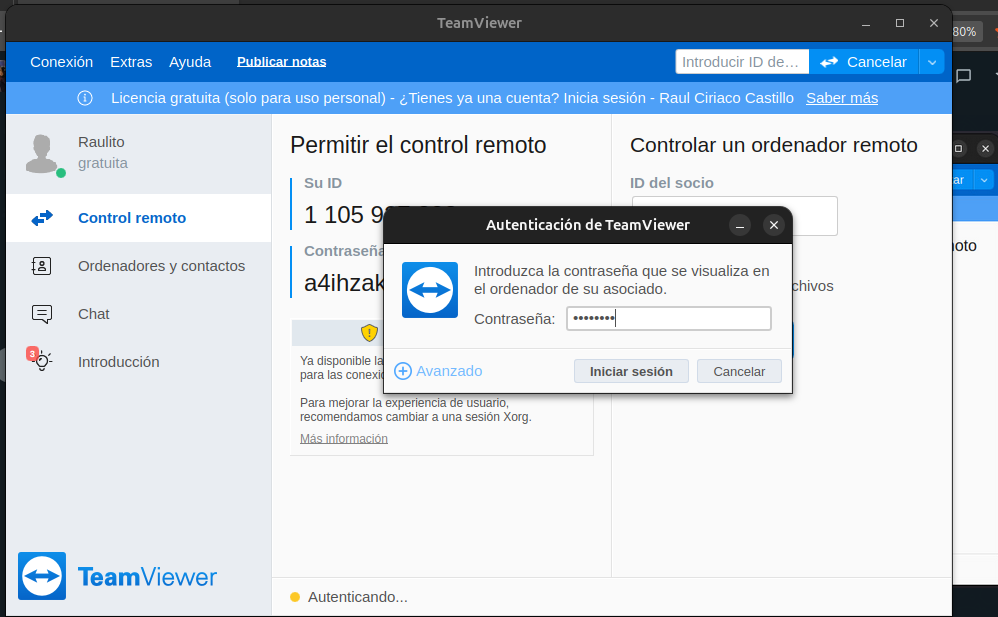 TeamViewer
80%
Conexión Extras Ayuda Publicar notas Introducir ID de… Cancelar
Licencia gratuita (solo para uso personal) - ¿Tienes ya una cuenta? Inicia sesión - Raul Ciriaco Castillo Saber más
Raulito
gratuita
Control remoto
Ordenadores y contactos
Chat
3
Introducción
Permitir el control remoto
Su ID
1 105 9
Contraseña
a4ihzak
Ya disponible la
para las conexio
Para mejorar la experiencia de usuario,
recomendamos cambiar a una sesión Xorg.
Más información
Controlar un ordenador remoto
ID del socio
chivos
Autenticación de TeamViewer
Introduzca la contraseña que se visualiza en
el ordenador de su asociado.
Contraseña: ••••••••
Avanzado Iniciar sesión Cancelar
ar
oto
TeamViewer
Autenticando...